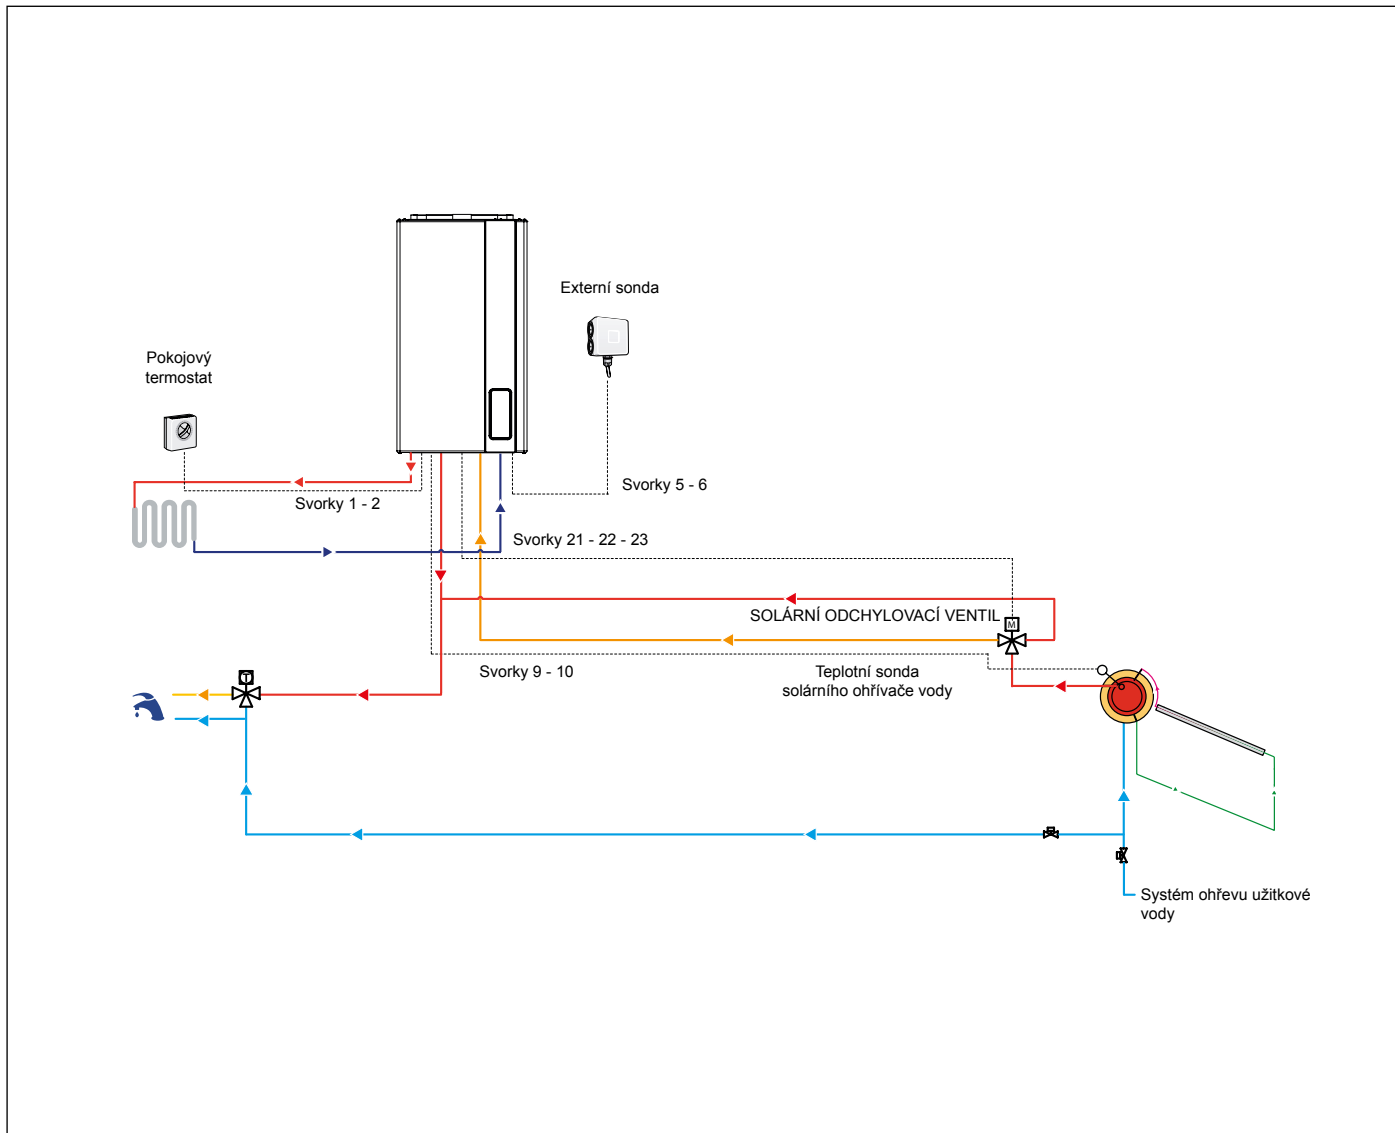 Externí sonda
Pokojový
termostat
Svorky 5 - 6
Svorky 1 - 2
Svorky 21 - 22 - 23
SOLÁRNÍ ODCHYLOVACÍ VENTIL
M
Svorky 9 - 10
Teplotní sonda
solárního ohřívače vody
T
Systém ohřevu užitkové
vody